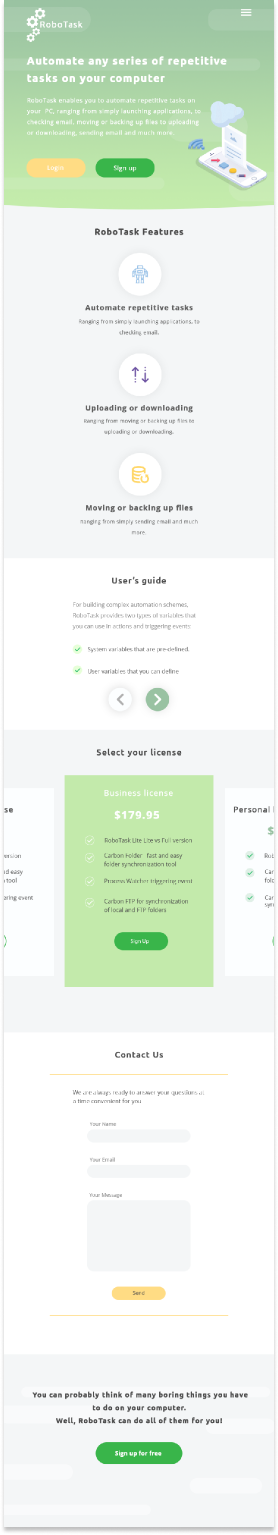 RoboTask
Automate any series of repetitive
tasks on your computer
RoboTask enables you to automate repetitive tasks on
your PC, ranging from simply launching applications, to
checking email, moving or backing up files to uploading
or downloading, sending email and much more.
Login
Sign up
RoboTask Features
Automate repetitive tasks
Ranging from simply launching applications, to
checking email.
Uploading or downloading
Ranging from moving or backing up files to
uploading or downloading.
Moving or backing up files
Ranging from simply sending email and much
more.
User's guide
For building complex automation schemes,
RoboTask provides two types of variables that
you can use in actions and triggering events:
System variables that are pre-defined.
User variables that you can define
Select your license
se
ersion
nd easy
tool
ering event
Business license
$179.95
RoboTask Lite Lite vs Full version
Carbon Folder fast and easy
folder synchronization tool
Process Watcher triggering event
Carbon FTP for synchronization
of local and FTP folders
Sign Up
Personal l
$
Rob
Car
fol
Car
syn
Contact Us
We are always ready to answer your questions at
a time convenient for you
Your Name
Your Email
Your Message
Send
You can probably think of many boring things you have
to do on your computer.
Well, RoboTask can do all of them for you!
Sign up for free